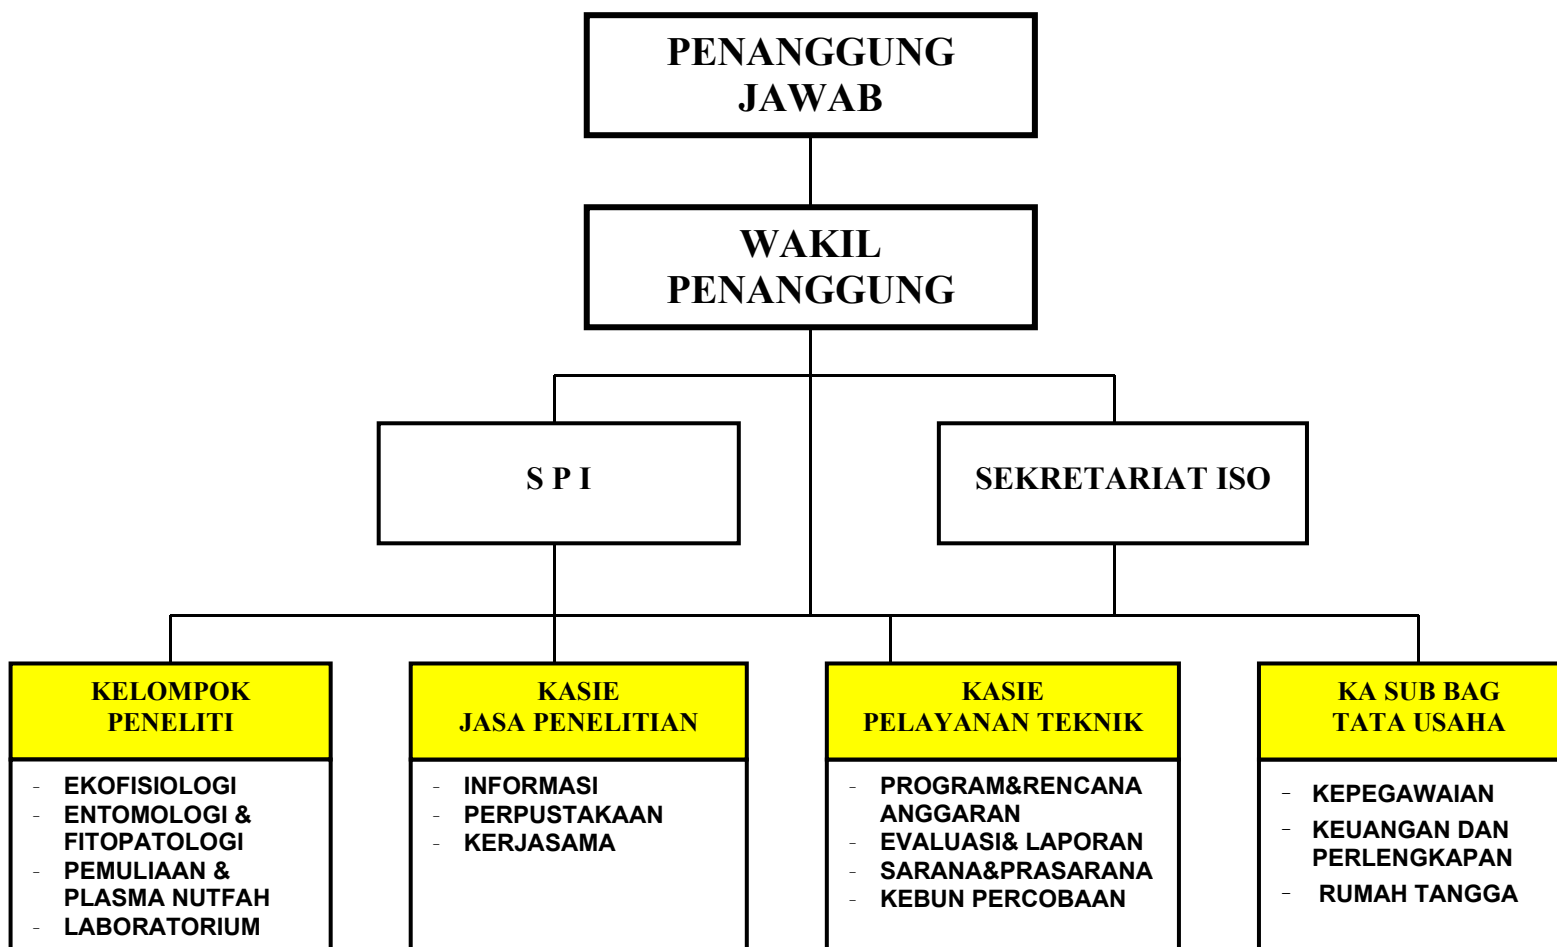 PENANGGUNG
JAWAB
WAKIL
PENANGGUNG
S P I
SEKRETARIAT ISO
KELOMPOK
PENELITI
- EKOFISIOLOGI
- ENTOMOLOGI &
FITOPATOLOGI
- PEMULIAAN &
PLASMA NUTFAH
- LABORATORIUM
KASIE
JASA PENELITIAN
- INFORMASI
- PERPUSTAKAAN
- KERJASAMA
KASIE
PELAYANAN TEKNIK
- PROGRAM&RENCANA
ANGGARAN
- EVALUASI& LAPORAN
- SARANA&PRASARANA
- KEBUN PERCOBAAN
KA SUB BAG
TATA USAHA
- KEPEGAWAIAN
- KEUANGAN DAN
PERLENGKAPAN
- RUMAH TANGGA